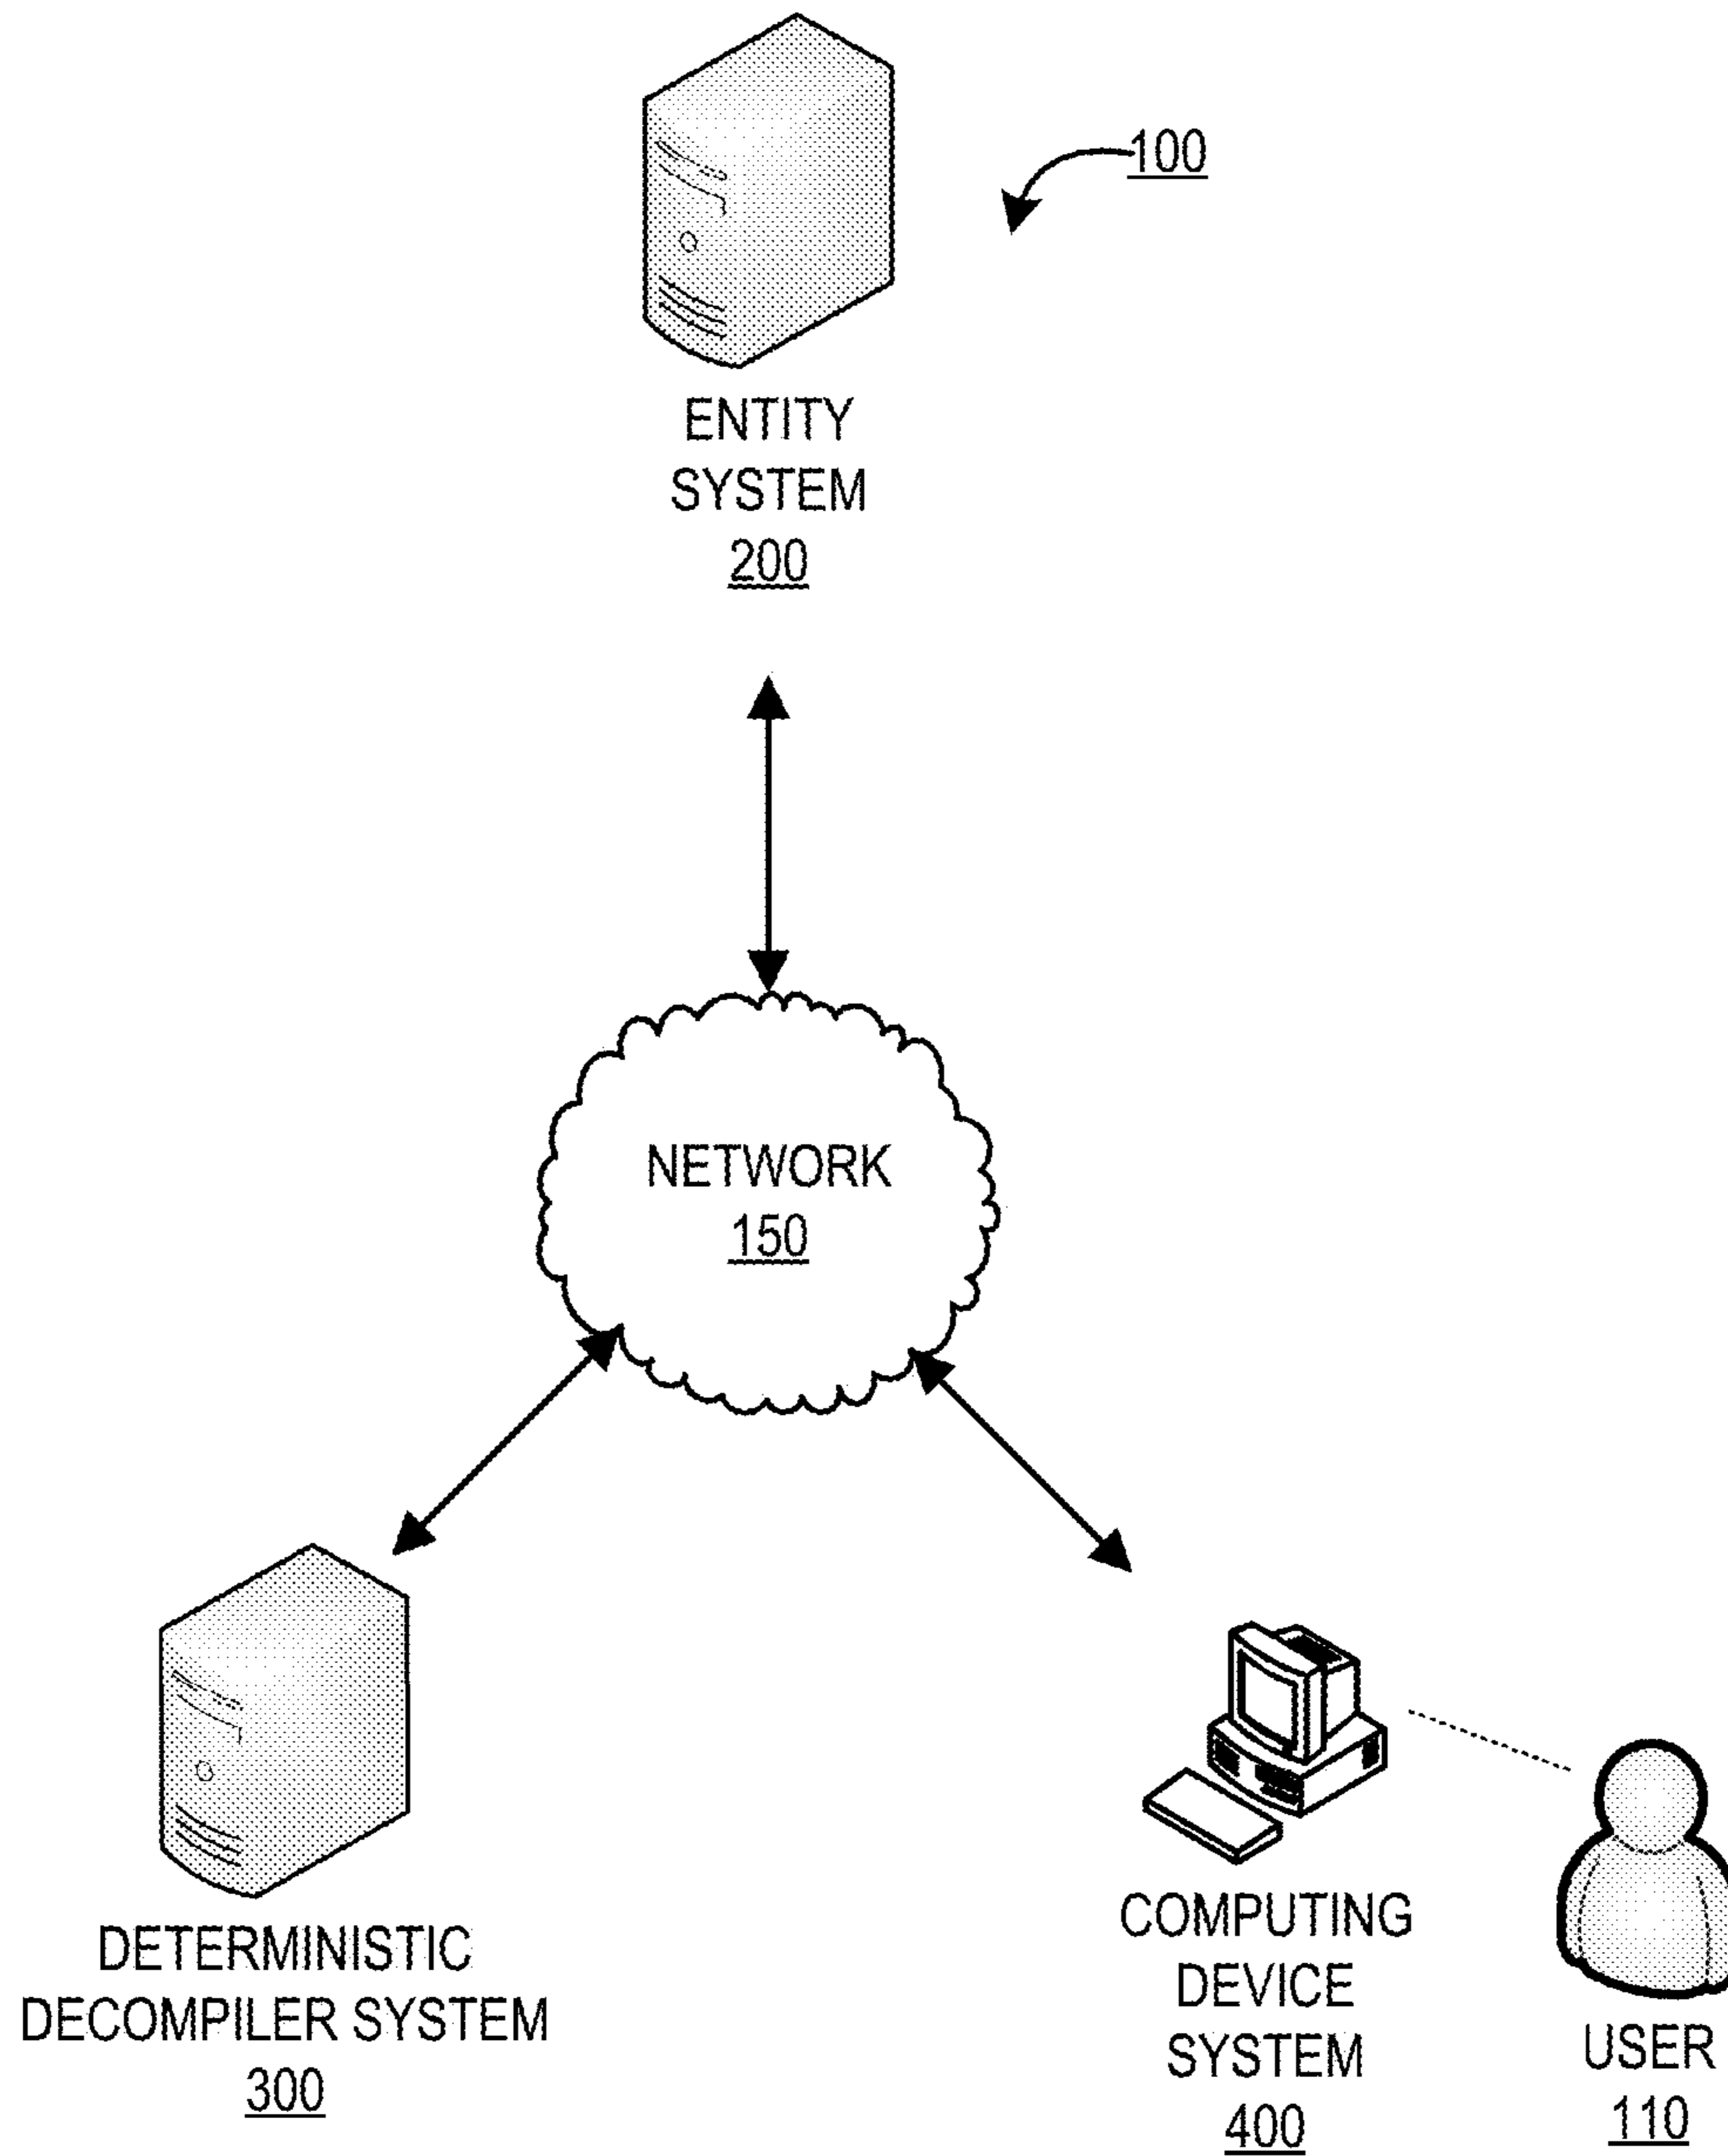 100
ENTITY
SYSTEM
200
NETWORK
150
DETERMINISTIC
DECOMPILER SYSTEM
300
COMPUTING
DEVICE
SYSTEM
400
USER
110